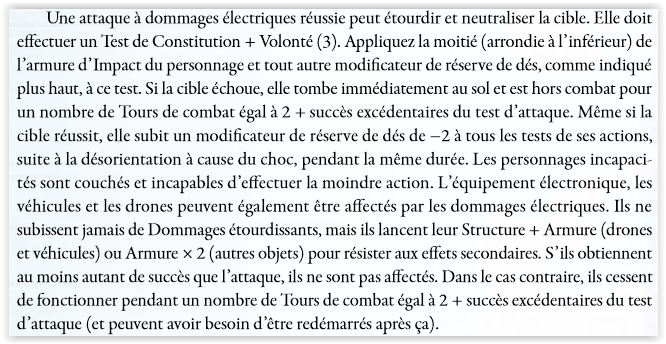 Une attaque à dommages électriques réussie peut étourdir et neutraliser la cible. Elle doit
effectuer un Test de Constitution + Volonté (3). Appliquez la moitié (arrondie à l'inférieur) de
l'armure d'Impact du personnage et tout autre modificateur de réserve de dés, comme indiqué
plus haut, à ce test. Si la cible échoue, elle tombe immédiatement au sol et est hors combat pour
un nombre de Tours de combat égal à 2 + succès excédentaires du test d'attaque. Même si la
cible réussit, elle subit un modificateur de réserve de dés de −2 à tous les tests de ses actions,
suite à la désorientation à cause du choc, pendant la même durée. Les personnages incapaci-
tés sont couchés et incapables d'effectuer la moindre action. L'équipement électronique, les
véhicules et les drones peuvent également être affectés par les dommages électriques. Ils ne
subissent jamais de Dommages étourdissants, mais ils lancent leur Structure + Armure (drones
et véhicules) ou Armure × 2 (autres objets) pour résister aux effets secondaires. S'ils obtiennent
au moins autant de succès que l'attaque, ils ne sont pas affectés. Dans le cas contraire, ils cessent
de fonctionner pendant un nombre de Tours de combat égal à 2 + succès excédentaires du test
d'attaque (et peuvent avoir besoin d'être redémarrés après ça).